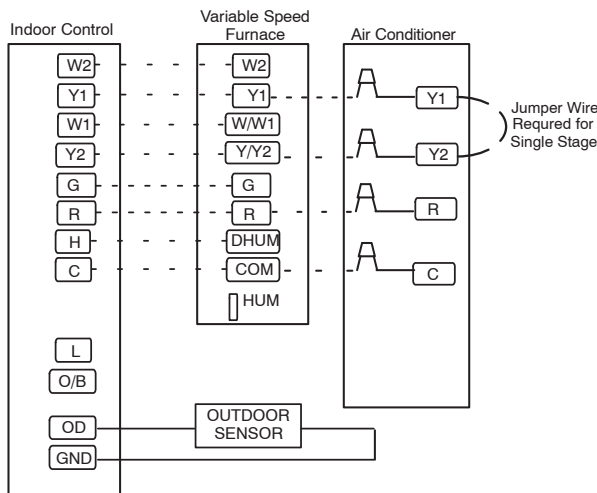 Indoor Control
Variable Speed
Furnace
Air Conditioner
W2
W2
Y1
Y1
Y1
Jumper Wire
Requred for
Single Stage
W1
W/W1
Y2
Y/Y2
Y2
G
G
R
R
R
H
DHUM
C
COM
C
HUM
L
O/B
OD
OUTDOOR
SENSOR
GND